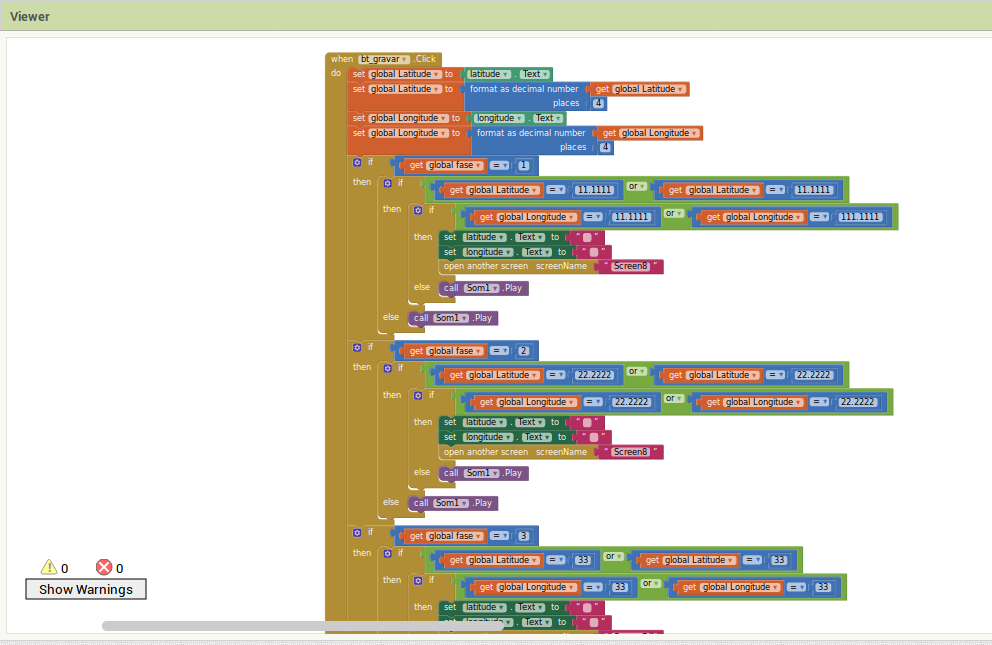 Viewer
when bt_gravar .Click
do set global Latitude to latitude . Text
set global Latitude to format as decimal number get global Latitude
places 4
set global Longitude to longitude . Text
set global Longitude to format as decimal number get global Longitude
places 4
if get global fase = 1
then if get global Latitude = 11.1111 or get global Latitude = 11.1111
then if get global Longitude = 11.1111 or get global Longitude = 111.1111
then set latitude . Text to " "
set longitude . Text to " "
open another screen screenName " Screen8 "
else call Som1 .Play
else call Som1 .Play
if get global fase = 2
then if get global Latitude = 22.2222 or get global Latitude = 22.2222
then if get global Longitude = 22.2222 or get global Longitude = 22.2222
then set latitude . Text to " "
set longitude . Text to " "
open another screen screenName " Screen8 "
else call Som1 .Play
else call Som1 .Play
if get global fase = 3
then if get global Latitude = 33 or get global Latitude = 33
then if get global Longitude = 33 or get global Longitude = 33
then set latitude . Text to " "
Text to " "
0 0
Show Warnings